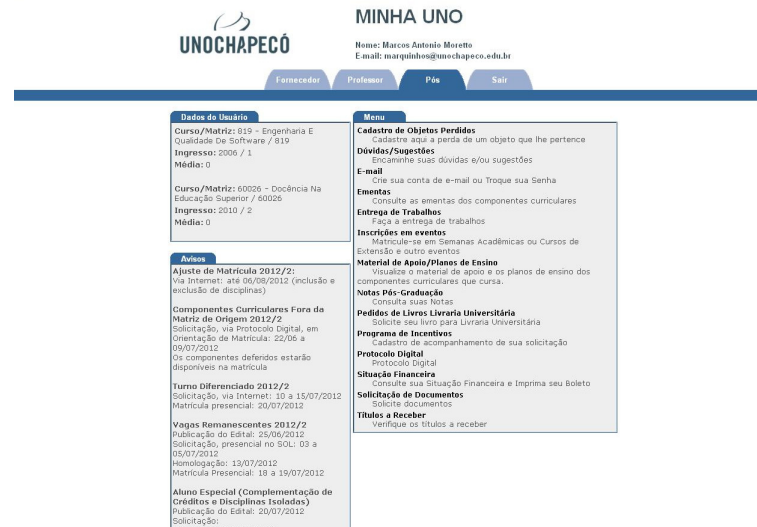 UNOCHAPECÓ
MINHA UNO
Nome: Marcos Antonio Moretto
E-mail: marquinhos@unochapeco.edu.br
Fornecedor
Professor
Pós
Sair
Dados do Usuário
Curso/Matriz: 819 - Engenharia E
Qualidade De Software / 819
Ingresso: 2006 / 1
Média: 0
Curso/Matriz: 60026 - Docência Na
Educação Superior / 60026
Ingresso: 2010 / 2
Média: 0
Avisos
Ajuste de Matrícula 2012/2:
Via Internet: até 06/08/2012 (inclusão e
exclusão de disciplinas)
Componentes Curriculares Fora da
Matriz de Origem 2012/2
Solicitação, via Protocolo Digital, em
Orientação de Matrícula: 22/06 a
09/07/2012
Os componentes deferidos estarão
disponíveis na matrícula
Turno Diferenciado 2012/2
Solicitação, via Internet: 10 a 15/07/2012
Matrícula presencial: 20/07/2012
Vagas Remanescentes 2012/2
Publicação do Edital: 25/06/2012
Solicitação, presencial no SOL: 03 a
05/07/2012
Homologação: 13/07/2012
Matrícula Presencial: 18 a 19/07/2012
Aluno Especial (Complementação de
Créditos e Disciplinas Isoladas)
Publicação do Edital: 20/07/2012
Solicitação:
Menu
Cadastro de Objetos Perdidos
Cadastre aqui a perda de um objeto que lhe pertence
Dúvidas/Sugestões
Encaminhe suas dúvidas e/ou sugestões
E-mail
Crie sua conta de e-mail ou Troque sua Senha
Ementas
Consulte as ementas dos componentes curriculares
Entrega de Trabalhos
Faça a entrega de trabalhos
Inscrições em eventos
Matricule-se em Semanas Acadêmicas ou Cursos de
Extensão e outro eventos
Material de Apoio/Planos de Ensino
Visualize o material de apoio e os planos de ensino dos
componentes curriculares que cursa.
Notas Pós-Graduação
Consulta suas Notas
Pedidos de Livros Livraria Universitária
Solicite seu livro para Livraria Universitária
Programa de Incentivos
Cadastro de acompanhamento de sua solicitação
Protocolo Digital
Protocolo Digital
Situação Financeira
Consulte sua Situação Financeira e Imprima seu Boleto
Solicitação de Documentos
Solicite documentos
Títulos a Receber
Verifique os títulos a receber